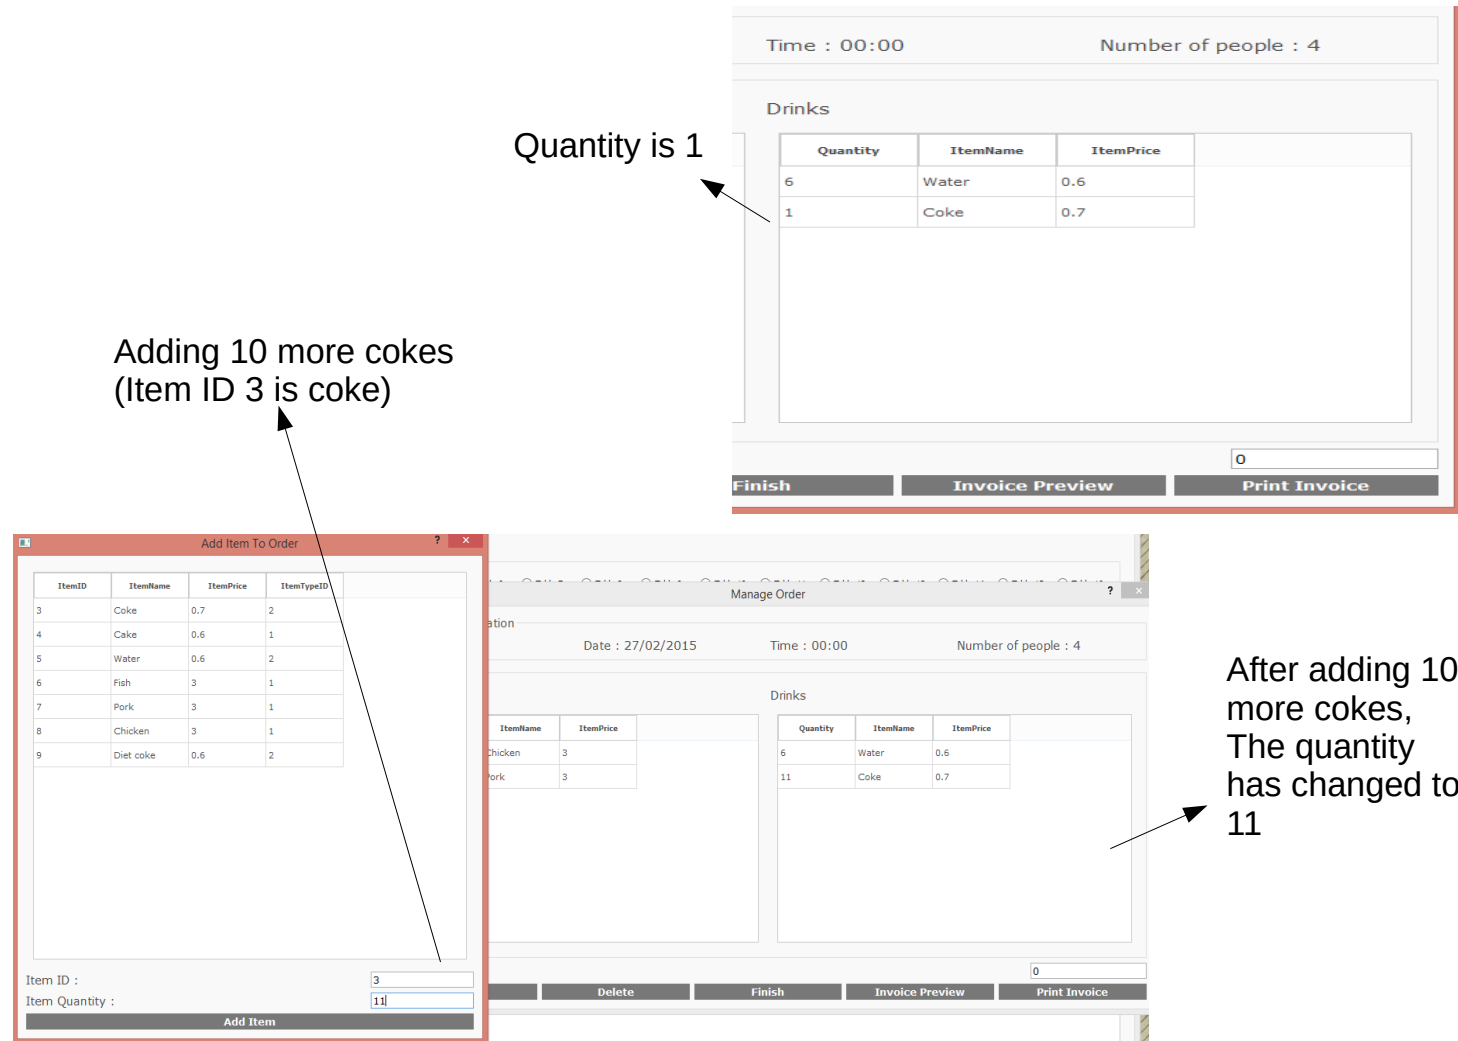 Time : 00:00 Number of people : 4
Drinks
Quantity is 1
Quantity ItemName ItemPrice
6 Water 0.6
1 Coke 0.7
Adding 10 more cokes
(Item ID 3 is coke)
0
Finish Invoice Preview Print Invoice
Add Item To Order ? ×
ItemID ItemName ItemPrice ItemTypeID
3 Coke 0.7 2
4 Cake 0.6 1
5 Water 0.6 2
6 Fish 3 1
7 Pork 3 1
8 Chicken 3 1
9 Diet coke 0.6 2
Item ID : 3
Item Quantity : 11
Add Item
Manage Order ? ×
Date : 27/02/2015 Time : 00:00 Number of people : 4
Drinks
ItemName ItemPrice
Chicken 3
Pork 3
Quantity ItemName ItemPrice
6 Water 0.6
11 Coke 0.7
0
Delete Finish Invoice Preview Print Invoice
After adding 10
more cokes,
The quantity
has changed to
11